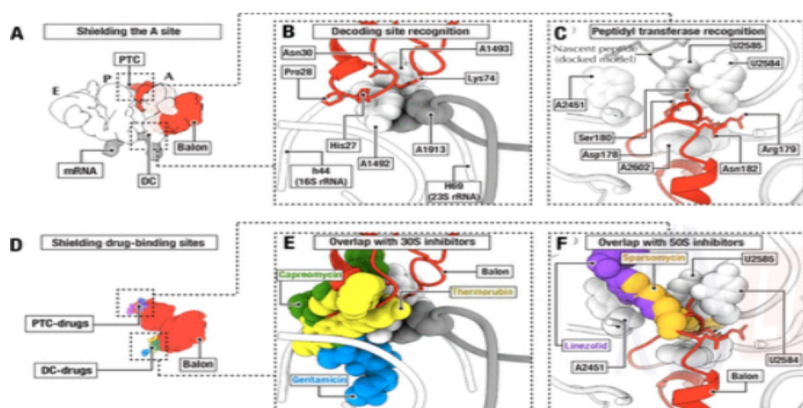 A
Shielding the A site
PTC
E
P
A
mRNA
DC
Balon
B
Decoding site recognition
Asn30
A1493
Pro28
Lys74
His27
A1492
A1913
h44
(16S rRNA)
H69
(23S rRNA)
C
Peptidyl transferase recognition
Nascent peptide
(docked model)
U2585
U2584
A2451
Ser180
Asp178
A2602
Asn182
Arg179
D
Shielding drug-binding sites
PTC-drugs
DC-drugs
Balon
E
Overlap with 30S inhibitors
Capreomycin
Balon
Thermorubin
Gentamicin
F
Overlap with 50S inhibitors
Sparsomycin
U2585
Linezolid
A2451
U2584
Balon